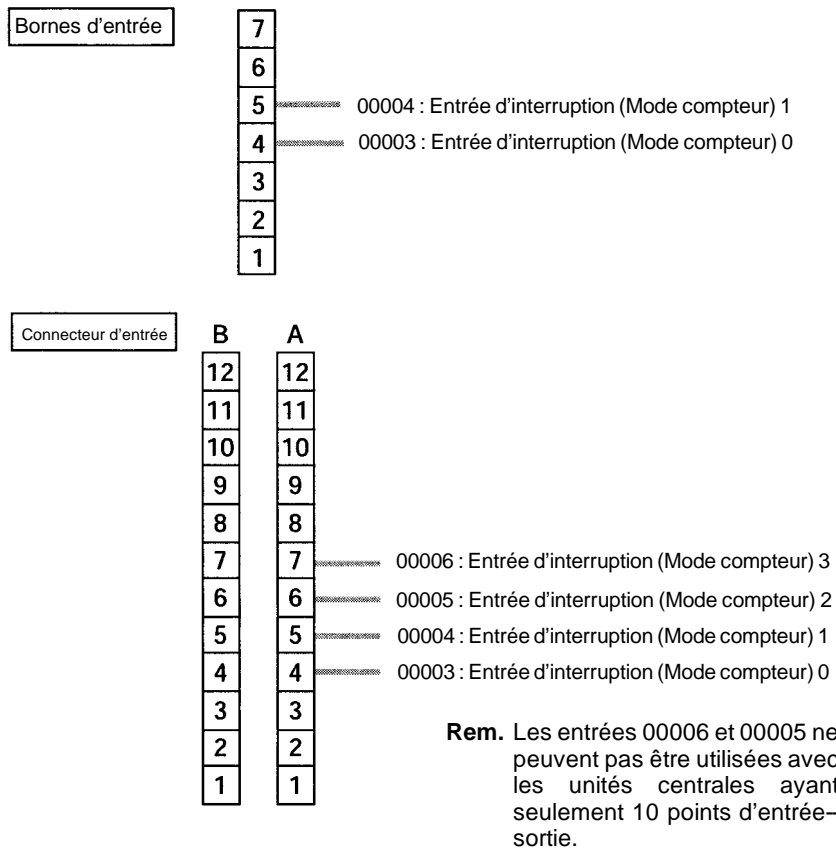 Bornes d'entrée
7
6
5
00004 : Entrée d'interruption (Mode compteur) 1
4
00003 : Entrée d'interruption (Mode compteur) 0
3
2
1
Connecteur d'entrée
B A
12 12
11 11
10 10
9 9
8 8
7 7 00006 : Entrée d'interruption (Mode compteur) 3
6 6 00005 : Entrée d'interruption (Mode compteur) 2
5 5 00004 : Entrée d'interruption (Mode compteur) 1
4 4 00003 : Entrée d'interruption (Mode compteur) 0
3 3
2 2
1 1
Rem. Les entrées 00006 et 00005 ne
peuvent pas être utilisées avec
les unités centrales ayant
seulement 10 points d'entrée-
sortie.